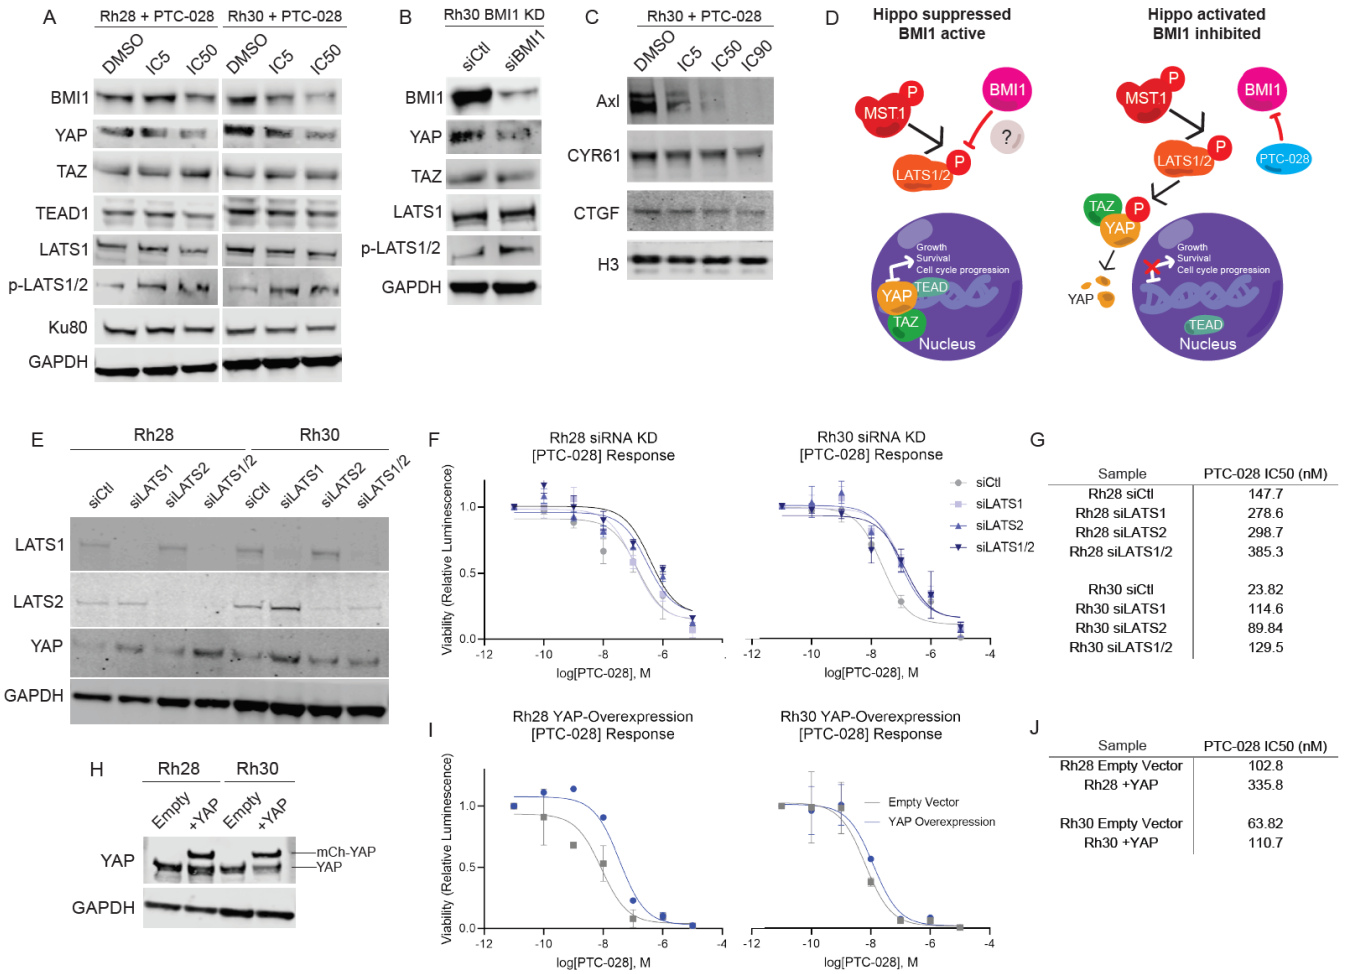 A
Rh28 + PTC-028
Rh30 + PTC-028
DMSO
IC5
IC50
DMSO
IC5
IC50
BMI1
YAP
TAZ
TEAD1
LATS1
p-LATS1/2
Ku80
GAPDH
B
Rh30 BMI1 KD
siCtl
siBMI1
BMI1
YAP
TAZ
LATS1
p-LATS1/2
GAPDH
C
Rh30 + PTC-028
DMSO
IC5
IC50
IC90
Axl
CYR61
CTGF
H3
D
Hippo suppressed
BMI1 active
P
MST1
BMI1
?
P
LATS1/2
Growth
Survival
Cell cycle progression
YAP
TEAD
TAZ
Nucleus
Hippo activated
BMI1 inhibited
P
MST1
BMI1
P
LATS1/2
PTC-028
TAZ
P
YAP
YAP
Growth
Survival
Cell cycle progression
TEAD
Nucleus
E
Rh28
Rh30
siCtl
siLATS1
siLATS2
siLATS1/2
siCtl
siLATS1
siLATS2
siLATS1/2
LATS1
LATS2
YAP
GAPDH
F
Rh28 siRNA KD
[PTC-028] Response
Viability (Relative Luminescence)
1.0
0.5
0.0
-12
-10
-8
-6
-4
log[PTC-028], M
Rh30 siRNA KD
[PTC-028] Response
1.0
0.5
0.0
-12
-10
-8
-6
-4
log[PTC-028], M
siCtl
siLATS1
siLATS2
siLATS1/2
G
Sample PTC-028 IC50 (nM)
Rh28 siCtl 147.7
Rh28 siLATS1 278.6
Rh28 siLATS2 298.7
Rh28 siLATS1/2 385.3
Rh30 siCtl 23.82
Rh30 siLATS1 114.6
Rh30 siLATS2 89.84
Rh30 siLATS1/2 129.5
H
Rh28
Rh30
Empty
+YAP
Empty
+YAP
YAP
mCh-YAP
YAP
GAPDH
I
Rh28 YAP-Overexpression
[PTC-028] Response
Viability (Relative Luminescence)
1.0
0.5
0.0
-12
-10
-8
-6
-4
log[PTC-028], M
Rh30 YAP-Overexpression
[PTC-028] Response
1.0
0.5
0.0
-12
-10
-8
-6
-4
log[PTC-028], M
Empty Vector
YAP Overexpression
J
Sample PTC-028 IC50 (nM)
Rh28 Empty Vector 102.8
Rh28 +YAP 335.8
Rh30 Empty Vector 63.82
Rh30 +YAP 110.7